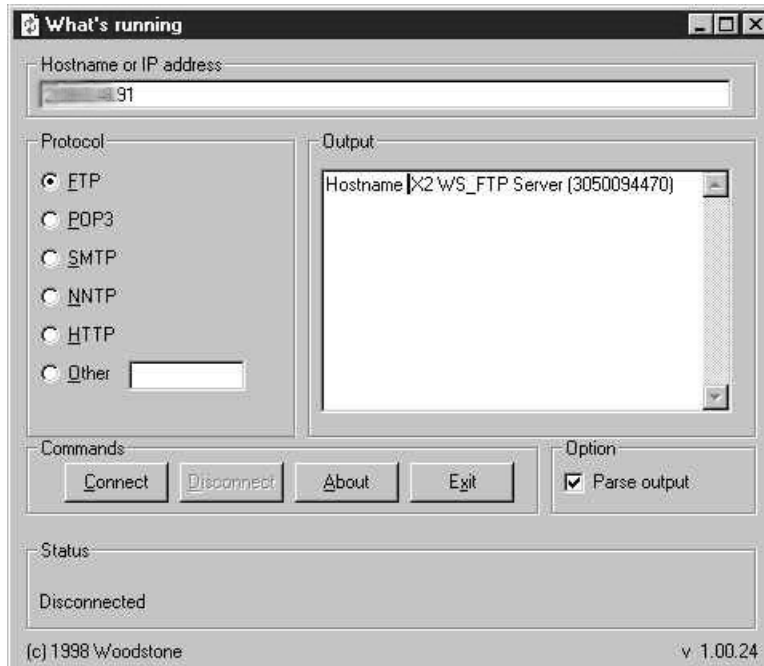 What's running
Hostname or IP address
.91
Protocol
FTP
POP3
SMTP
NNTP
HTTP
Other
Output
Hostname X2 WS_FTP Server (3050094470)
Commands
Connect
Disconnect
About
Exit
Option
Parse output
Status
Disconnected
(c) 1998 Woodstone
v 1.00.24